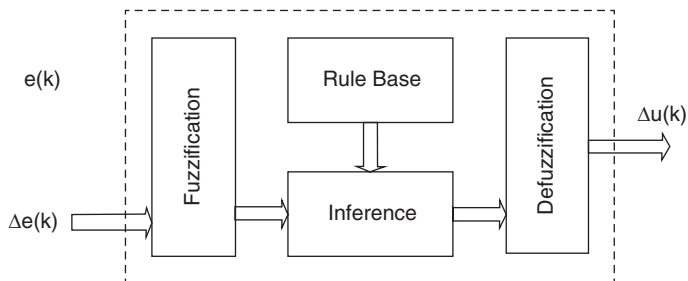 e(k)
Δe(k)
Fuzzification
Rule Base
Inference
Defuzzification
Δu(k)